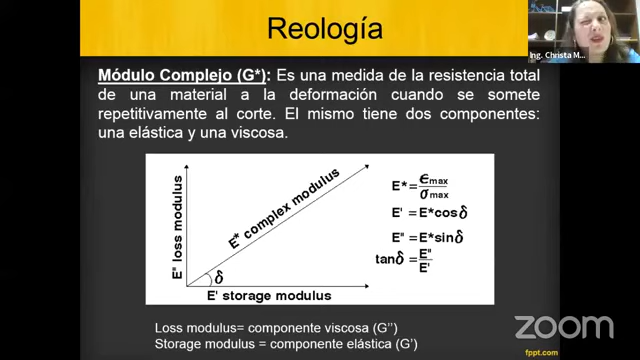 Reología
Ing. Christa M...
Módulo Complejo (G*): Es una medida de la resistencia total
de una material a la deformación cuando se somete
repetitivamente al corte. El mismo tiene dos componentes:
una elástica y una viscosa.
E" loss modulus
E* complex modulus
δ
E' storage modulus
E*=ϵmax/σmax
E' = E*cosδ
E" = E*sinδ
tanδ = E"/E'
Loss modulus= componente viscosa (G’’)
Storage modulus = componente elástica (G’)
zoom
fppt.com